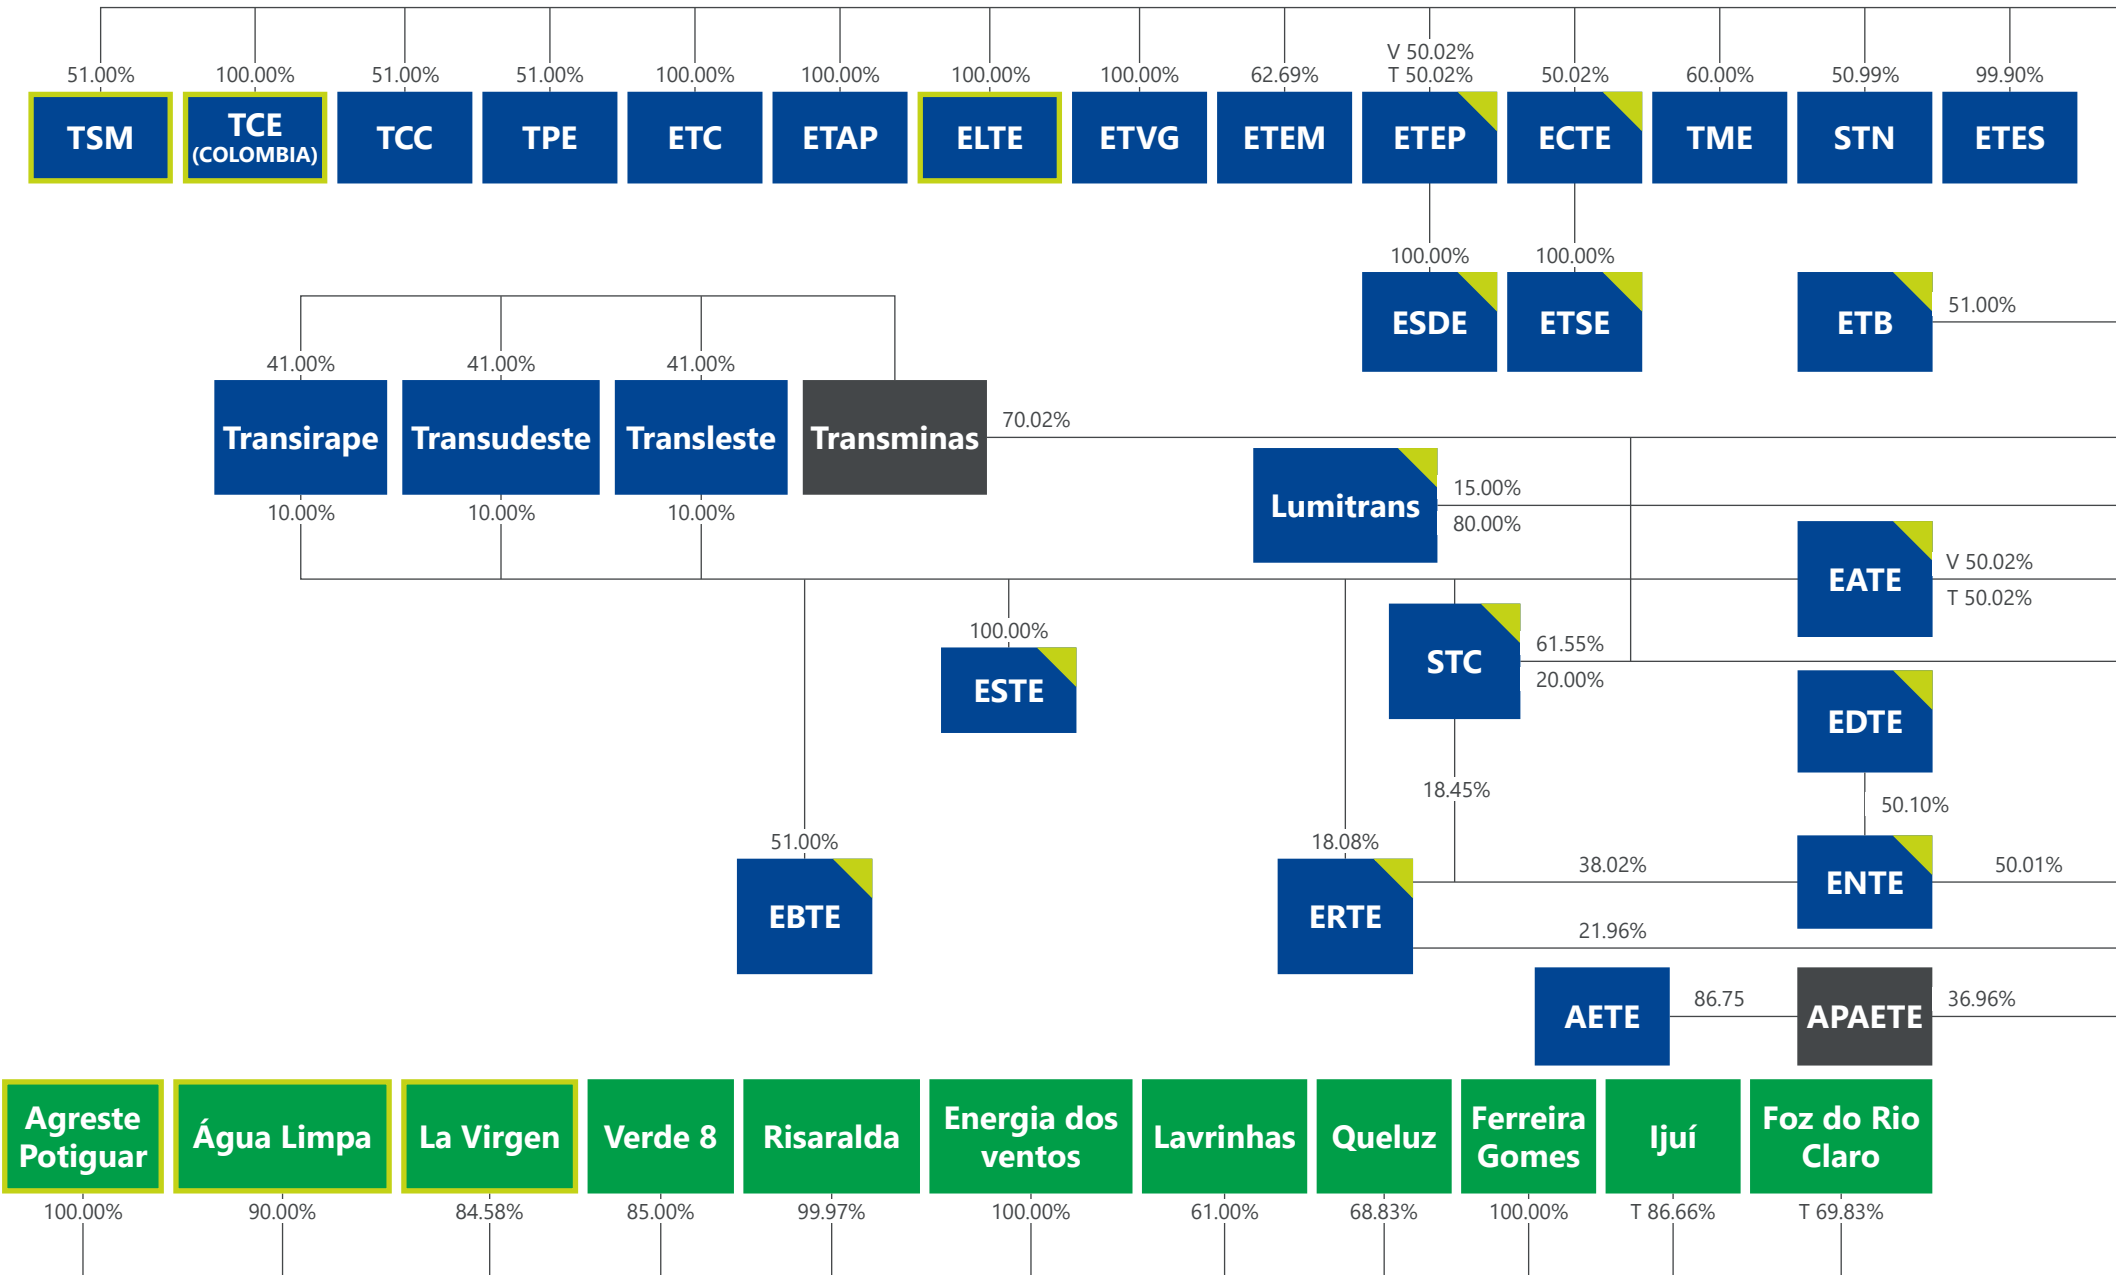 V 50.02%
51.00% 100.00% 51.00% 51.00% 100.00% 100.00% 100.00% 100.00% 62.69% T 50.02% 50.02% 60.00% 50.99% 99.90%
TSM TCE (COLOMBIA) TCC TPE ETC ETAP ELTE ETVG ETEM ETEP ECTE TME STN ETES
100.00% 100.00%
ESDE ETSE ETB 51.00%
41.00% 41.00% 41.00%
Transirape Transudeste Transleste Transminas 70.02%
10.00% 10.00% 10.00%
Lumitrans 15.00%
80.00%
EATE V 50.02%
T 50.02%
100.00%
ESTE
STC 61.55%
20.00%
EDTE
18.45%
50.10%
51.00% 18.08%
EBTE ERTE 38.02% ENTE 50.01%
21.96%
AETE 86.75 APAETE 36.96%
Agreste
Potiguar
Água Limpa
La Virgen
Verde 8
Risaralda
Energia dos
ventos
Lavrinhas
Queluz
Ferreira
Gomes
Ijuí
Foz do Rio
Claro
100.00% 90.00% 84.58% 85.00% 99.97% 100.00% 61.00% 68.83% 100.00% T 86.66% T 69.83%